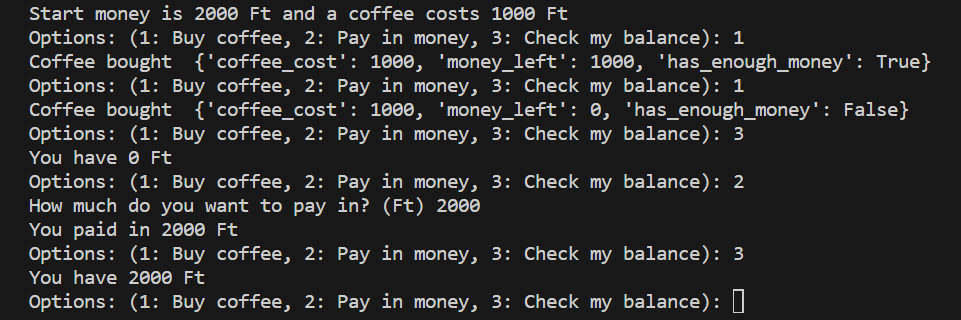 Start money is 2000 Ft and a coffee costs 1000 Ft
Options: (1: Buy coffee, 2: Pay in money, 3: Check my balance): 1
Coffee bought  {'coffee_cost': 1000, 'money_left': 1000, 'has_enough_money': True}
Options: (1: Buy coffee, 2: Pay in money, 3: Check my balance): 1
Coffee bought  {'coffee_cost': 1000, 'money_left': 0, 'has_enough_money': False}
Options: (1: Buy coffee, 2: Pay in money, 3: Check my balance): 3
You have 0 Ft
Options: (1: Buy coffee, 2: Pay in money, 3: Check my balance): 2
How much do you want to pay in? (Ft) 2000
You paid in 2000 Ft
Options: (1: Buy coffee, 2: Pay in money, 3: Check my balance): 3
You have 2000 Ft
Options: (1: Buy coffee, 2: Pay in money, 3: Check my balance):